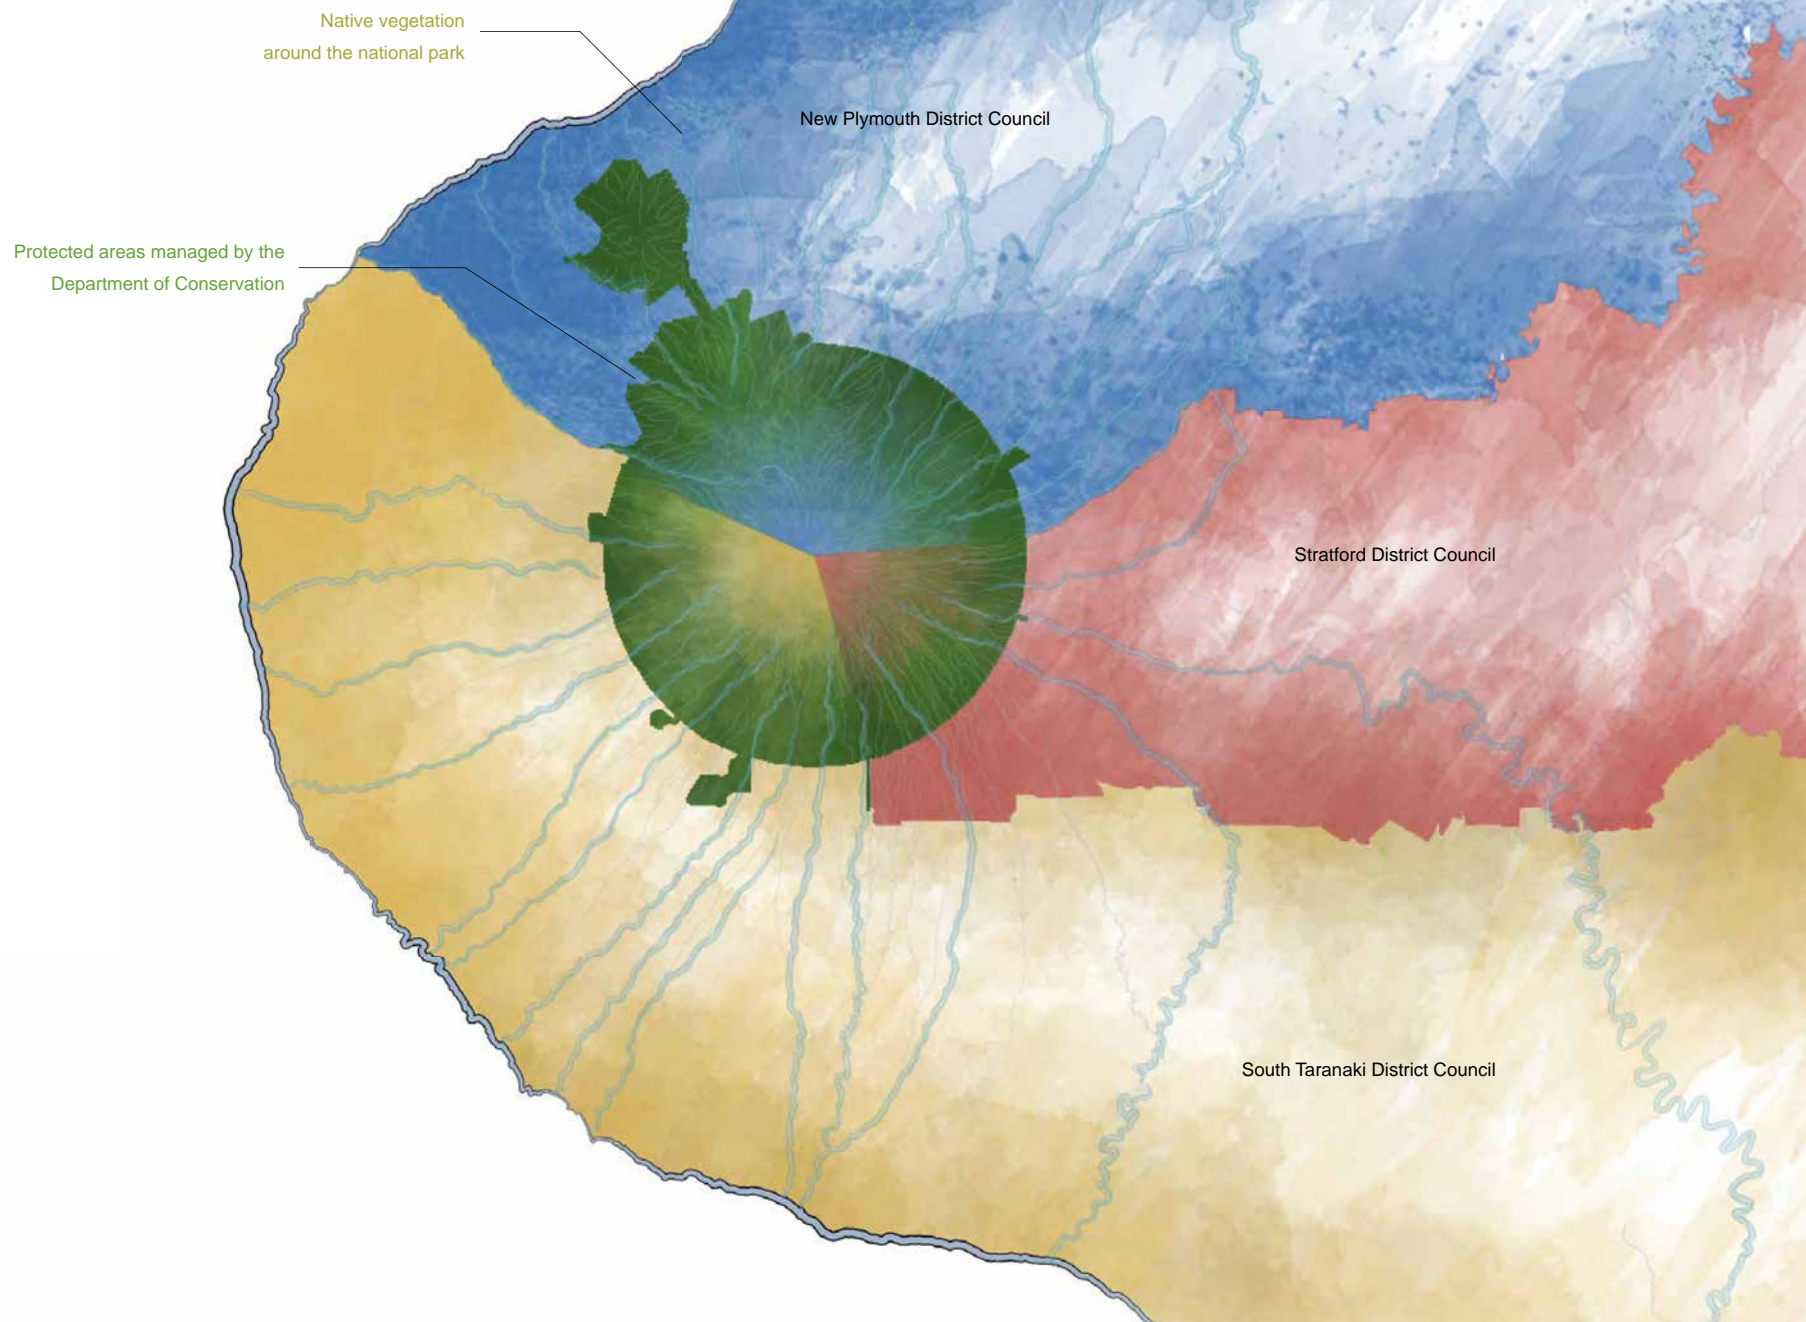 Native vegetation
around the national park
New Plymouth District Council
Protected areas managed by the
Department of Conservation
Stratford District Council
South Taranaki District Council